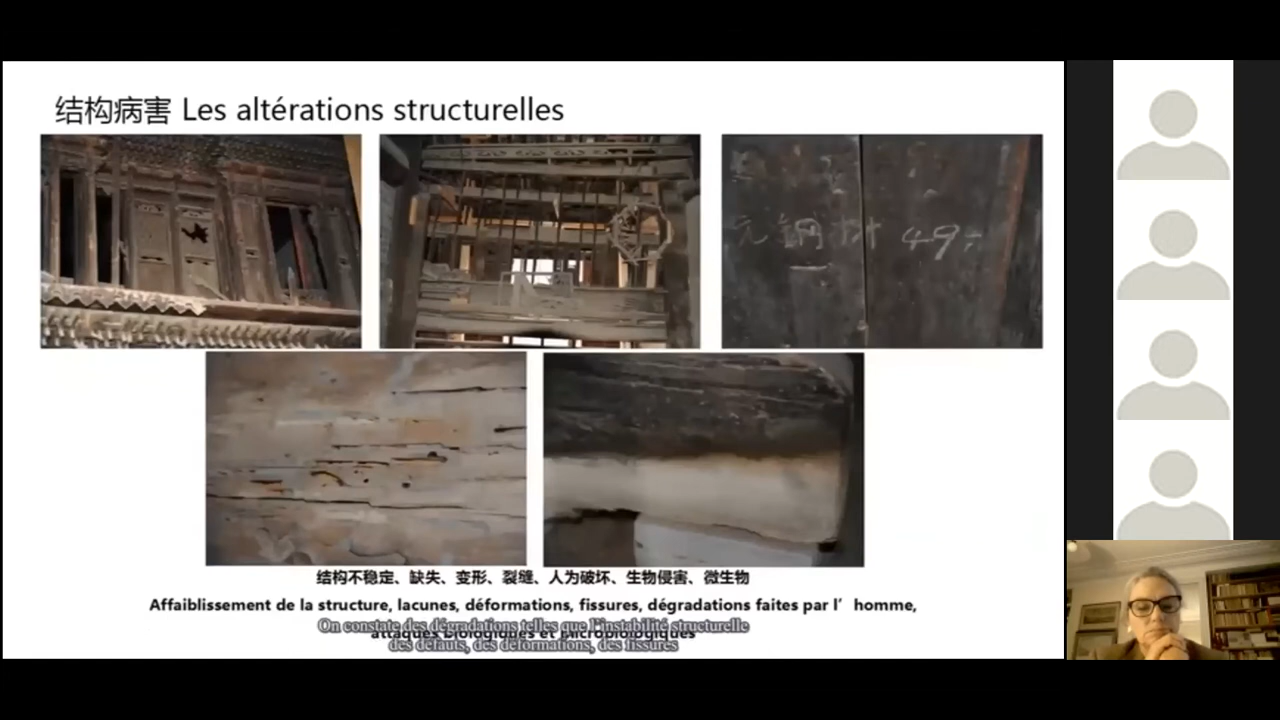 结构病害 Les altérations structurelles
钢材 49
结构不稳定、缺失、变形、裂缝、人为破坏、生物侵害、微生物
Affaiblissement de la structure, lacunes, déformations, fissures, dégradations faites par l’ homme,
attaques biologiques et microbiologiques
On constate des dégradations telles que l'instabilité structurelle
des défauts, des déformations, des fissures